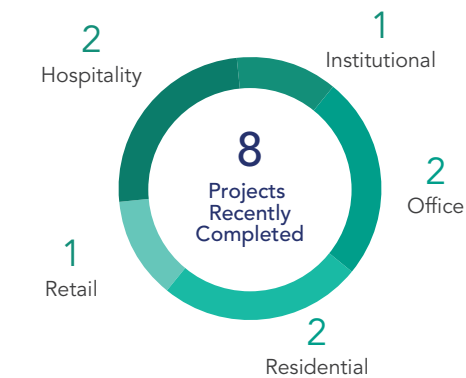 1
Institutional
2
Hospitality
8
Projects
Recently
Completed
2
Office
1
Retail
2
Residential